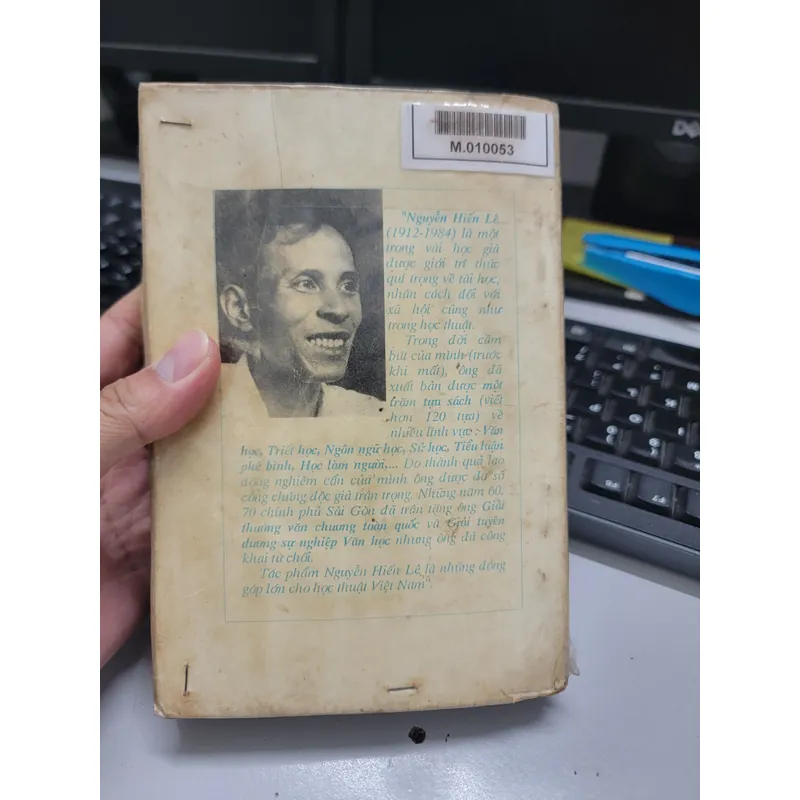 M.010053
DELL
"Nguyễn Hiến Lê
(1912-1984) là một
trong vài học giả
được giới trí thức
quí trọng về tài học,
nhân cách đối với
xã hội cũng như
trong học thuật.
Trong đời cầm
bút của mình (trước
khi mất), ông đã
xuất bản được một
trăm tựa sách (viết
hơn 120 tựa) về
nhiều lĩnh vực : Văn
học, Triết học, Ngôn ngữ học, Sử học, Tiểu luận
phê bình, Học làm người,... Do thành quả lao
động nghiêm cẩn của mình ông được đa số
công chúng độc giả trân trọng. Những năm 60,
70 chính phủ Sài Gòn đã trân tặng ông Giải
thưởng văn chương toàn quốc và Giải tuyên
dương sự nghiệp Văn học nhưng ông đã công
khai từ chối.
Tác phẩm Nguyễn Hiến Lê là những đóng
góp lớn cho học thuật Việt Nam".